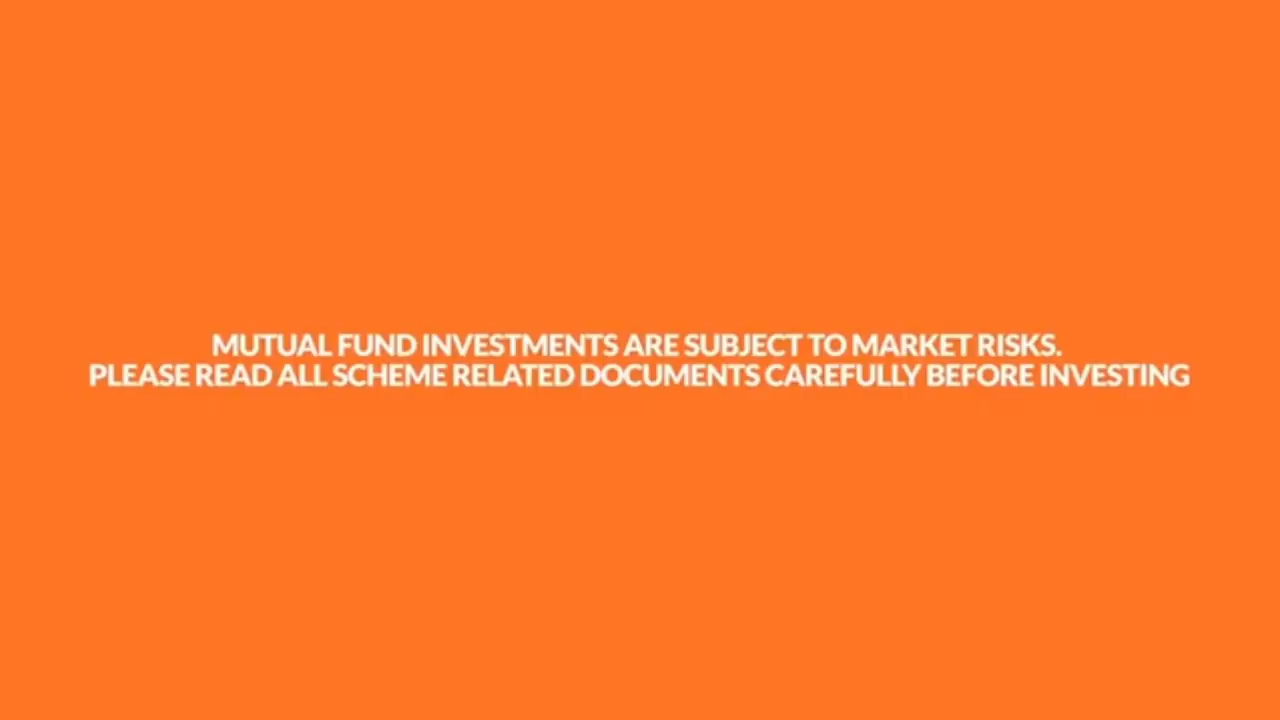 MUTUAL FUND INVESTMENTS ARE SUBJECT TO MARKET RISKS.
PLEASE READ ALL SCHEME RELATED DOCUMENTS CAREFULLY BEFORE INVESTING